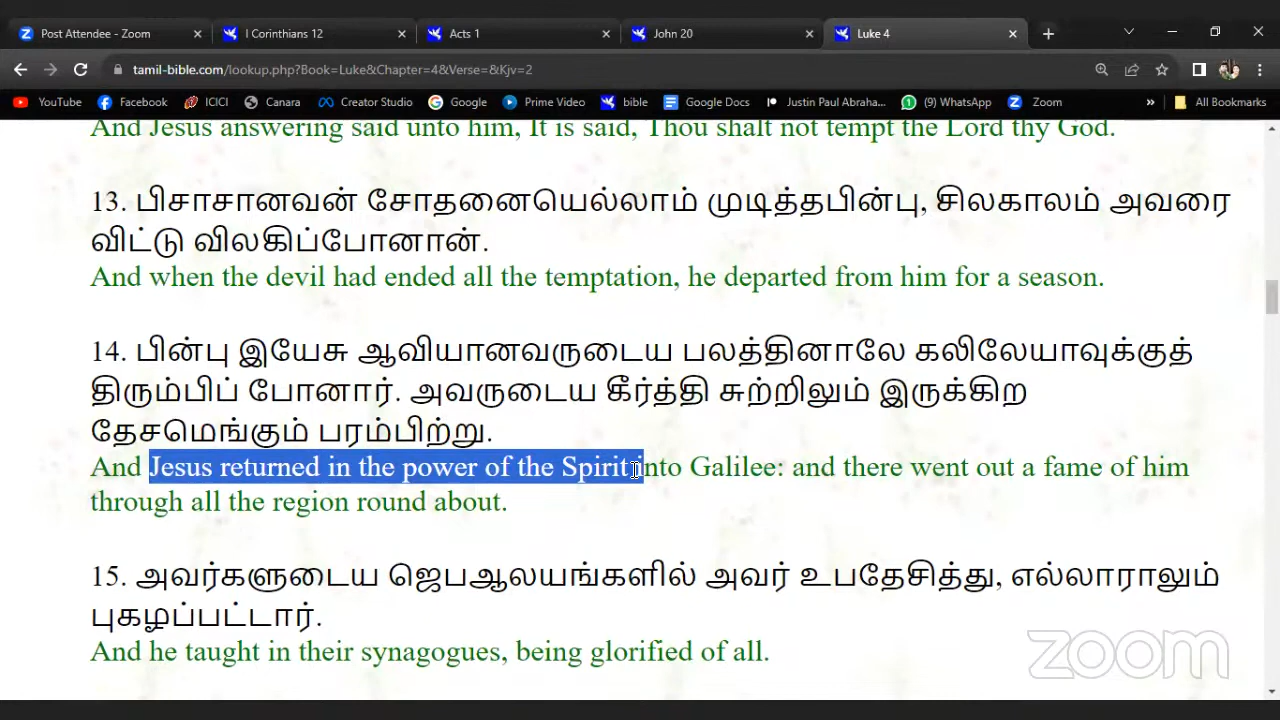 Post Attendee - Zoom
I Corinthians 12
Acts 1
John 20
Luke 4
tamil-bible.com/lookup.php?Book=Luke&Chapter=4&Verse=&Kjv=2
YouTube Facebook ICICI Canara Creator Studio Google Prime Video bible Google Docs Justin Paul Abraha... (9) WhatsApp Zoom » All Bookmarks
And Jesus answering said unto him, It is said, Thou shalt not tempt the Lord thy God.
13. பிசாசானவன் சோதனையெல்லாம் முடித்தபின்பு, சிலகாலம் அவரை
விட்டு விலகிப்போனான்.
And when the devil had ended all the temptation, he departed from him for a season.
14. பின்பு இயேசு ஆவியானவருடைய பலத்தினாலே கலிலேயாவுக்குத்
திரும்பிப் போனார். அவருடைய கீர்த்தி சுற்றிலும் இருக்கிற
தேசமெங்கும் பரம்பிற்று.
And Jesus returned in the power of the Spirit into Galilee: and there went out a fame of him
through all the region round about.
15. அவர்களுடைய ஜெபஆலயங்களில் அவர் உபதேசித்து, எல்லாராலும்
புகழப்பட்டார்.
And he taught in their synagogues, being glorified of all.
zoom